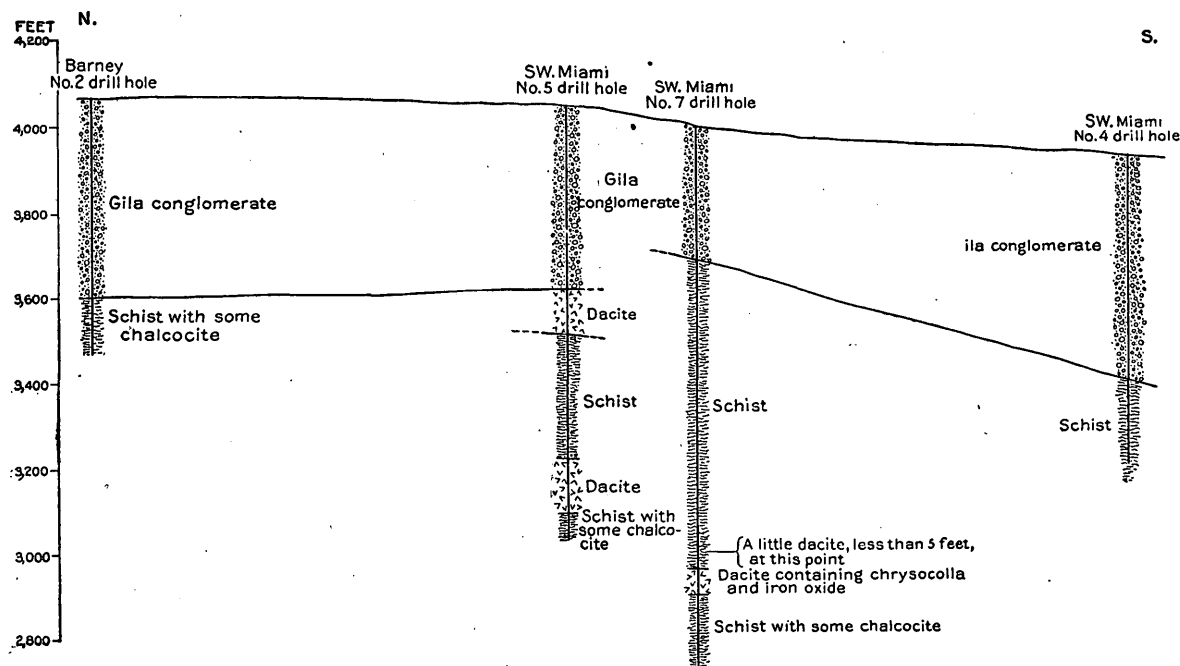 FEET
N.
S.
4,200
4,000
3,800
3,600
3,400
3,200
3,000
2,800
Barney
No.2 drill hole
SW. Miami
No.5 drill hole
SW. Miami
No. 7 drill hole
SW. Miami
No. 4 drill hole
Gila conglomerate
Gila
conglomerate
ila conglomerate
Schist with some
chalcocite
Dacite
Schist
Dacite
Schist with
some chalco-
cite
Schist
Schist
A little dacite, less than 5 feet,
at this point
Dacite containing chrysocolla
and iron oxide
Schist with some chalcocite